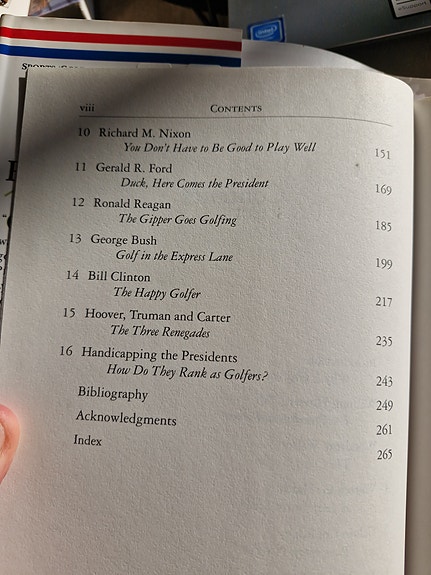 viii CONTENTS
10 Richard M. Nixon
You Don't Have to Be Good to Play Well 151
11 Gerald R. Ford
Duck, Here Comes the President 169
12 Ronald Reagan
The Gipper Goes Golfing 185
13 George Bush
Golf in the Express Lane 199
14 Bill Clinton
The Happy Golfer 217
15 Hoover, Truman and Carter
The Three Renegades 235
16 Handicapping the Presidents
How Do They Rank as Golfers? 243
Bibliography 249
Acknowledgments 261
Index 265
intel